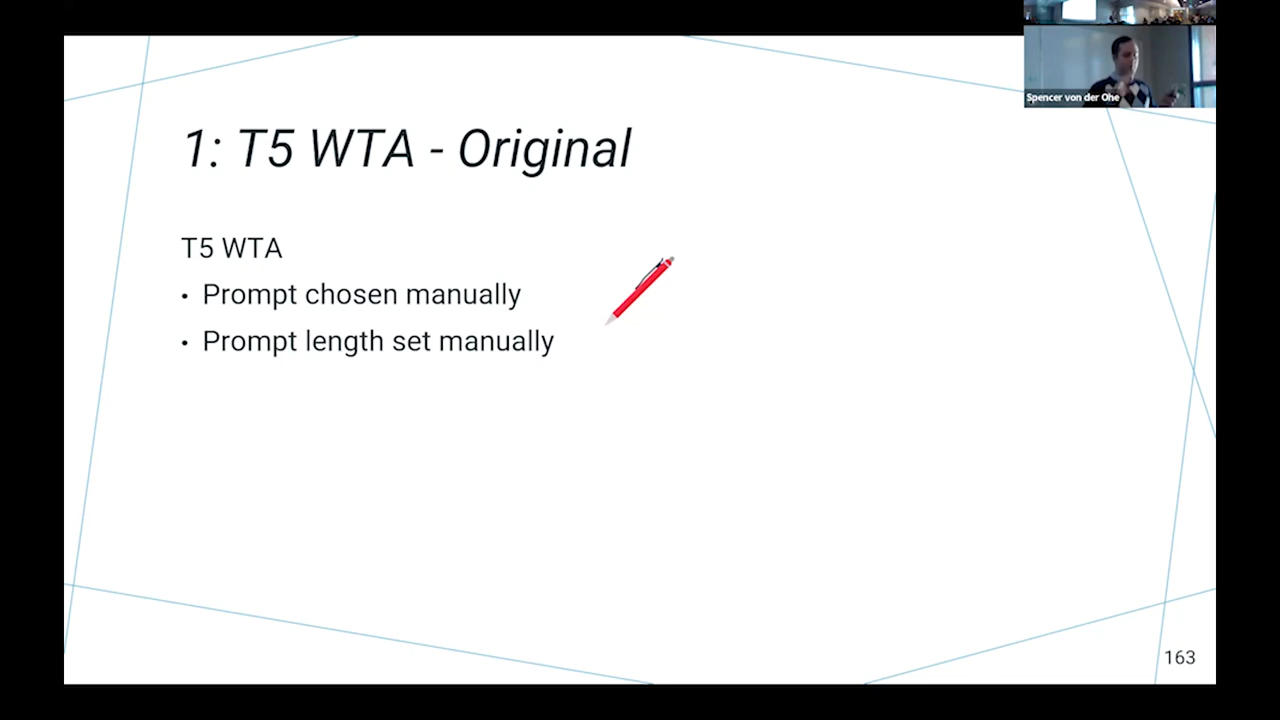 Spencer von der Ohe
1: T5 WTA - Original
T5 WTA
• Prompt chosen manually
• Prompt length set manually
163